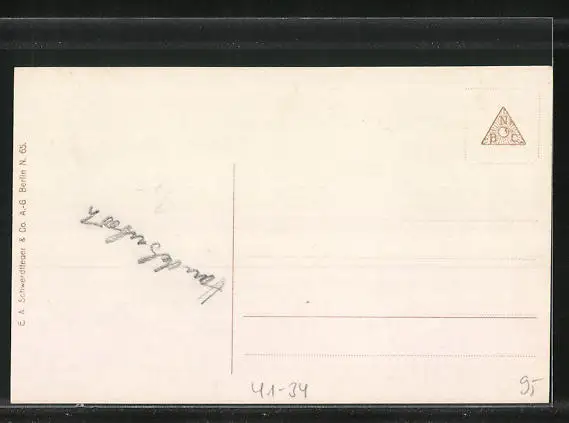 E. A. Schwerdtfeger & Co. A.-G. Berlin N. 65.
N
B C
41-34
95,-